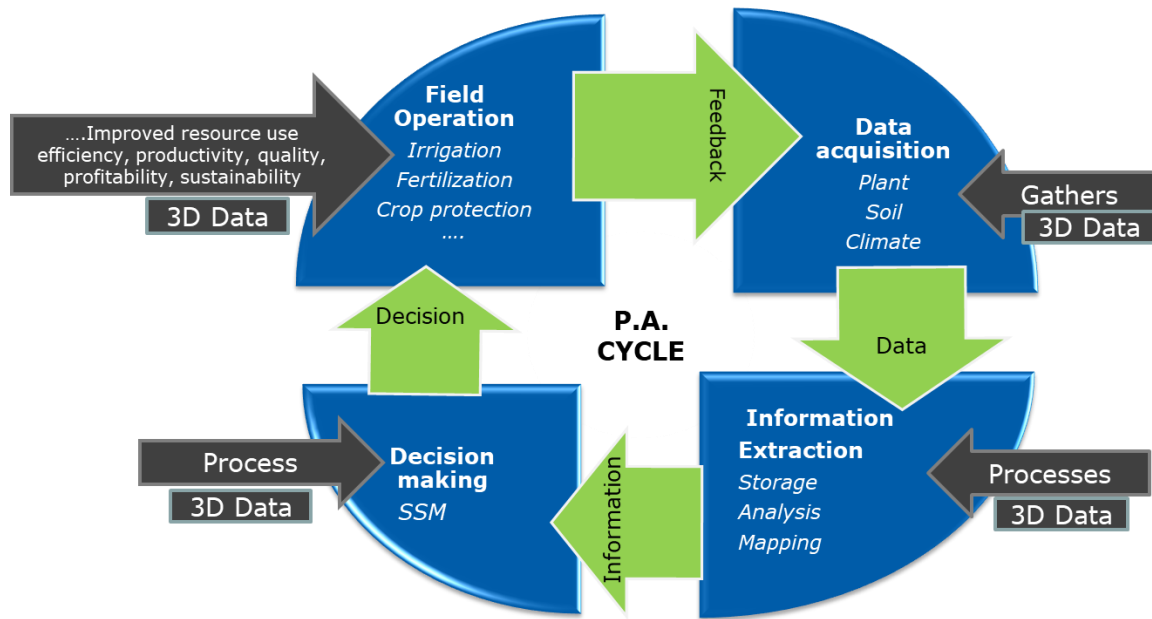 Field
Operation
Irrigation
Fertilization
Crop protection
....
....Improved resource use
efficiency, productivity, quality,
profitability, sustainability
3D Data
Feedback
Data
acquisition
Plant
Soil
Climate
Gathers
3D Data
Decision
P.A.
CYCLE
Data
Process
3D Data
Decision
making
SSM
Information
Information
Extraction
Storage
Analysis
Mapping
Processes
3D Data